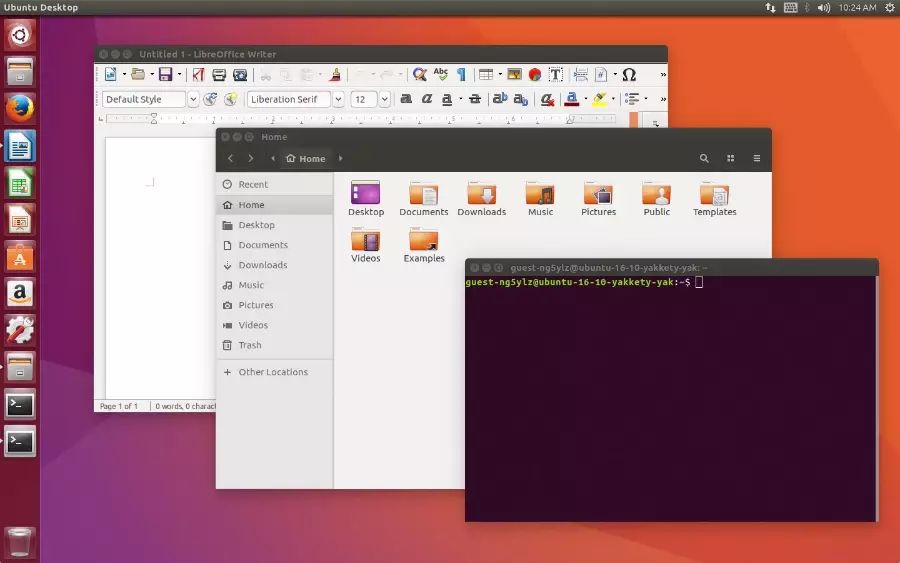 Ubuntu Desktop
10:24 AM
Untitled 1 - LibreOffice Writer
Default Style
Liberation Serif
12
Home
Home
Recent
Home
Desktop
Documents
Downloads
Music
Pictures
Videos
Trash
+ Other Locations
Desktop
Documents
Downloads
Music
Pictures
Public
Templates
Videos
Examples
Page 1 of 1
0 words, 0 charac
guest-ng5ylz@ubuntu-16-10-yakkety-yak: ~
guest-ng5ylz@ubuntu-16-10-yakkety-yak:~$